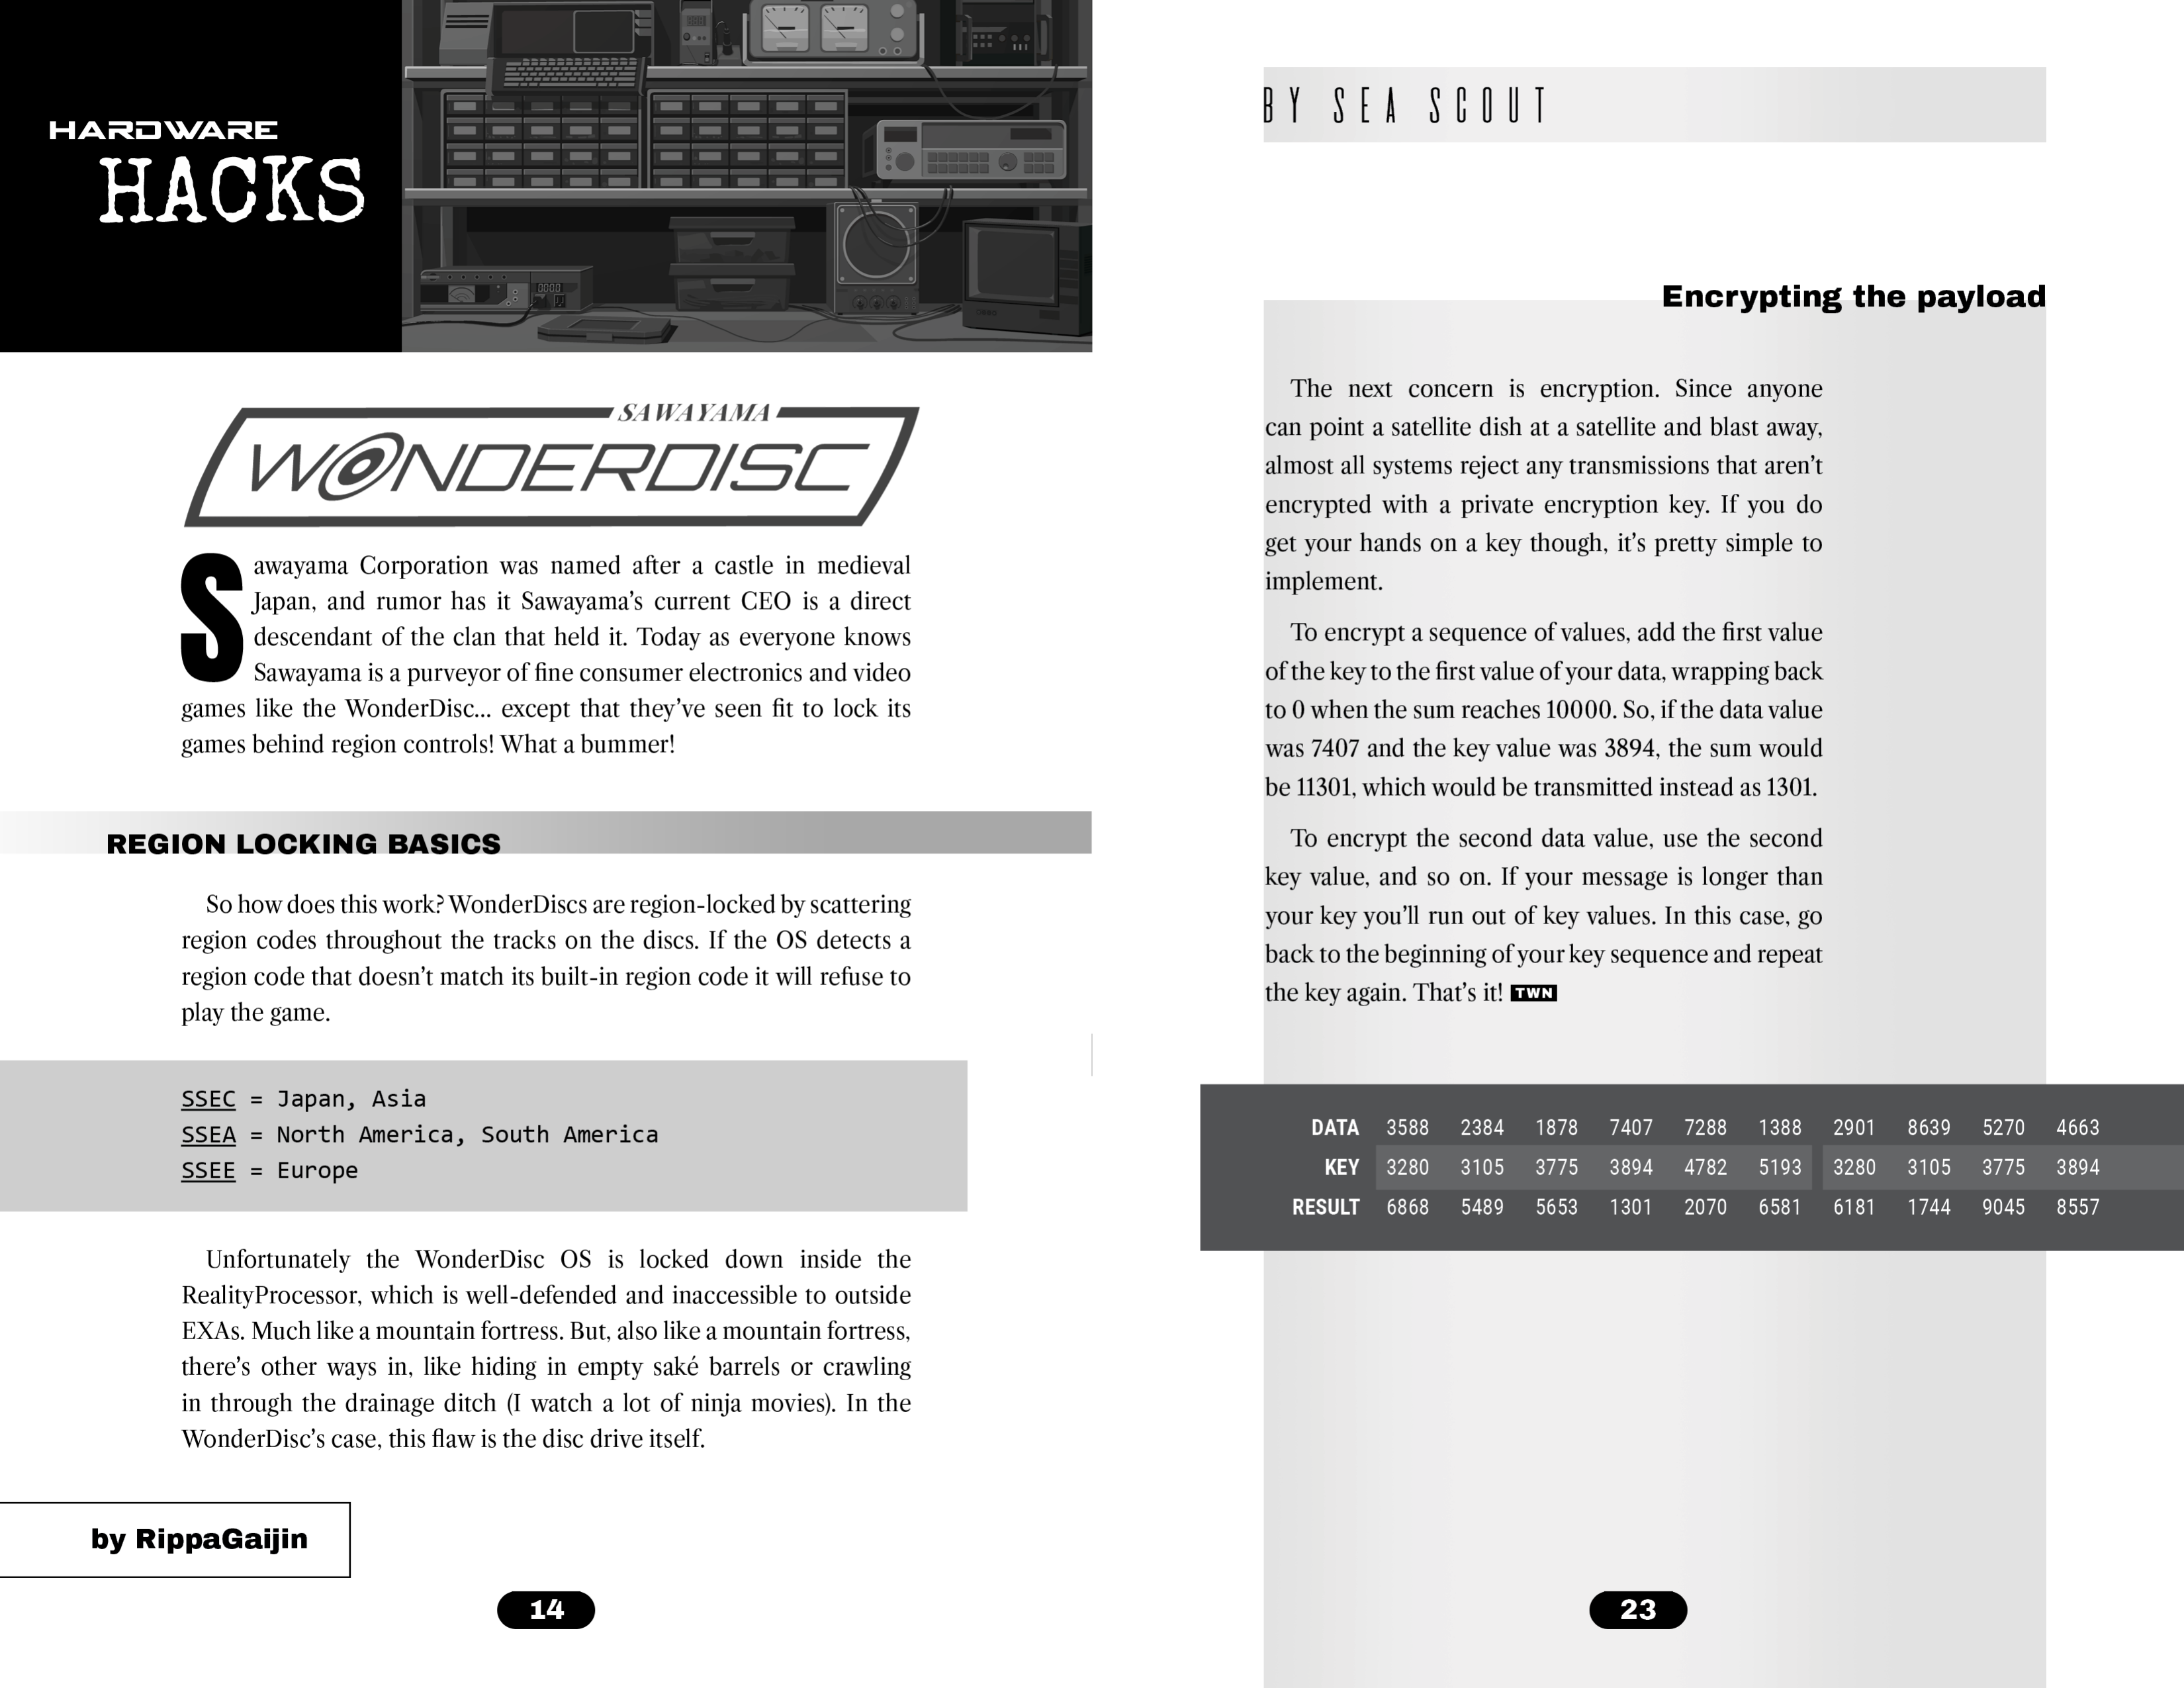 HARDWARE
HACKS
SAWAYAMA
WONDERDISC
Sawayama Corporation was named after a castle in medieval
Japan, and rumor has it Sawayama's current CEO is a direct
descendant of the clan that held it. Today as everyone knows
Sawayama is a purveyor of fine consumer electronics and video
games like the WonderDisc... except that they've seen fit to lock its
games behind region controls! What a bummer!
REGION LOCKING BASICS
So how does this work? WonderDiscs are region-locked by scattering
region codes throughout the tracks on the discs. If the OS detects a
region code that doesn't match its built-in region code it will refuse to
play the game.
SSEC = Japan, Asia
SSEA = North America, South America
SSEE = Europe
Unfortunately the WonderDisc OS is locked down inside the
RealityProcessor, which is well-defended and inaccessible to outside
EXAs. Much like a mountain fortress. But, also like a mountain fortress,
there's other ways in, like hiding in empty saké barrels or crawling
in through the drainage ditch (I watch a lot of ninja movies). In the
WonderDisc's case, this flaw is the disc drive itself.
by RippaGaijin
14
BY SEA SCOUT
Encrypting the payload
The next concern is encryption. Since anyone
can point a satellite dish at a satellite and blast away,
almost all systems reject any transmissions that aren't
encrypted with a private encryption key. If you do
get your hands on a key though, it's pretty simple to
implement.
To encrypt a sequence of values, add the first value
of the key to the first value of your data, wrapping back
to 0 when the sum reaches 10000. So, if the data value
was 7407 and the key value was 3894, the sum would
be 11301, which would be transmitted instead as 1301.
To encrypt the second data value, use the second
key value, and so on. If your message is longer than
your key you'll run out of key values. In this case, go
back to the beginning of your key sequence and repeat
the key again. That's it! TWN
DATA 3588 2384 1878 7407 7288 1388 2901 8639 5270 4663
KEY 3280 3105 3775 3894 4782 5193 3280 3105 3775 3894
RESULT 6868 5489 5653 1301 2070 6581 6181 1744 9045 8557
23